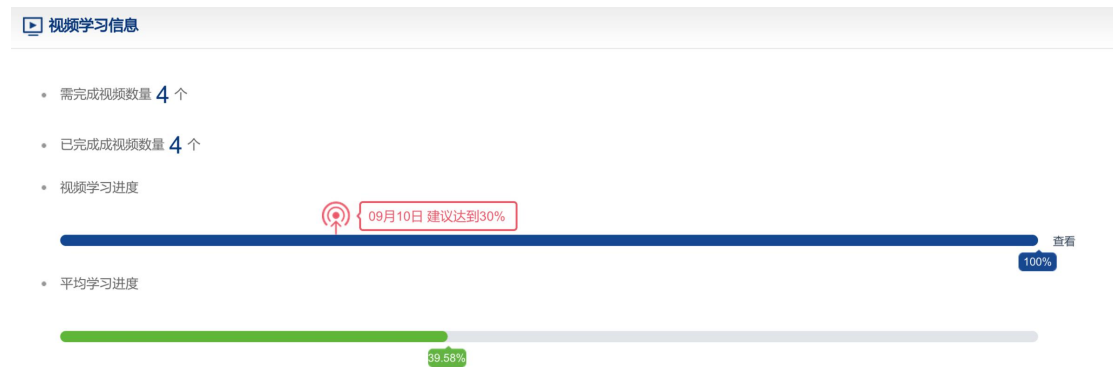 视频学习信息
需完成视频数量 4 个
已完成成视频数量 4 个
视频学习进度
09月10日 建议达到30%
查看
100%
平均学习进度
39.58%